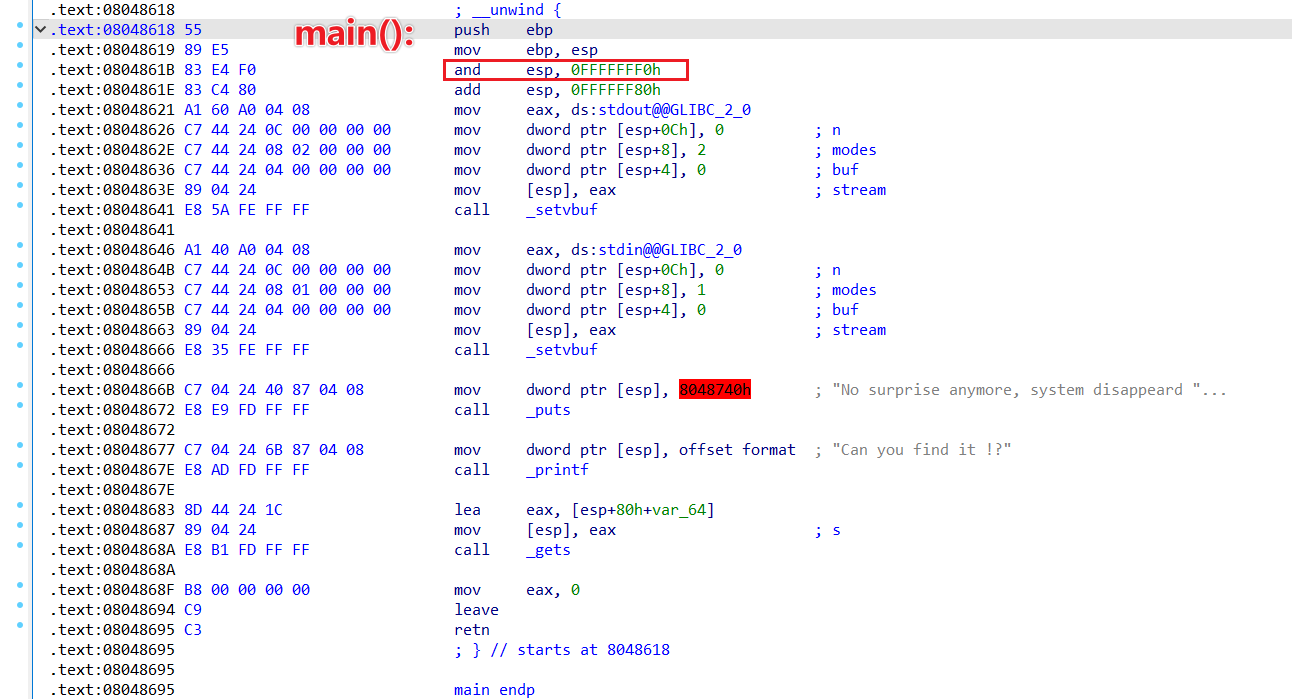 .text:08048618 ; __unwind {
.text:08048618 55 main(): push ebp
.text:08048619 89 E5 mov ebp, esp
.text:0804861B 83 E4 F0 and esp, 0FFFFFFF0h
.text:0804861E 83 C4 80 add esp, 0FFFFFF80h
.text:08048621 A1 60 A0 04 08 mov eax, ds:stdout@@GLIBC_2_0
.text:08048626 C7 44 24 0C 00 00 00 00 mov dword ptr [esp+0Ch], 0 ; n
.text:0804862E C7 44 24 08 02 00 00 00 mov dword ptr [esp+8], 2 ; modes
.text:08048636 C7 44 24 04 00 00 00 00 mov dword ptr [esp+4], 0 ; buf
.text:0804863E 89 04 24 mov [esp], eax ; stream
.text:08048641 E8 5A FE FF FF call _setvbuf
.text:08048641
.text:08048646 A1 40 A0 04 08 mov eax, ds:stdin@@GLIBC_2_0
.text:0804864B C7 44 24 0C 00 00 00 00 mov dword ptr [esp+0Ch], 0 ; n
.text:08048653 C7 44 24 08 01 00 00 00 mov dword ptr [esp+8], 1 ; modes
.text:0804865B C7 44 24 04 00 00 00 00 mov dword ptr [esp+4], 0 ; buf
.text:08048663 89 04 24 mov [esp], eax ; stream
.text:08048666 E8 35 FE FF FF call _setvbuf
.text:08048666
.text:0804866B C7 04 24 40 87 04 08 mov dword ptr [esp], 8048740h ; "No surprise anymore, system disappeard "...
.text:08048672 E8 E9 FD FF FF call _puts
.text:08048672
.text:08048677 C7 04 24 6B 87 04 08 mov dword ptr [esp], offset format ; "Can you find it !?"
.text:0804867E E8 AD FD FF FF call _printf
.text:0804867E
.text:08048683 8D 44 24 1C lea eax, [esp+80h+var_64]
.text:08048687 89 04 24 mov [esp], eax ; s
.text:0804868A E8 B1 FD FF FF call _gets
.text:0804868A
.text:0804868F B8 00 00 00 00 mov eax, 0
.text:08048694 C9 leave
.text:08048695 C3 retn
.text:08048695 ; } // starts at 8048618
.text:08048695
.text:08048695 main endp